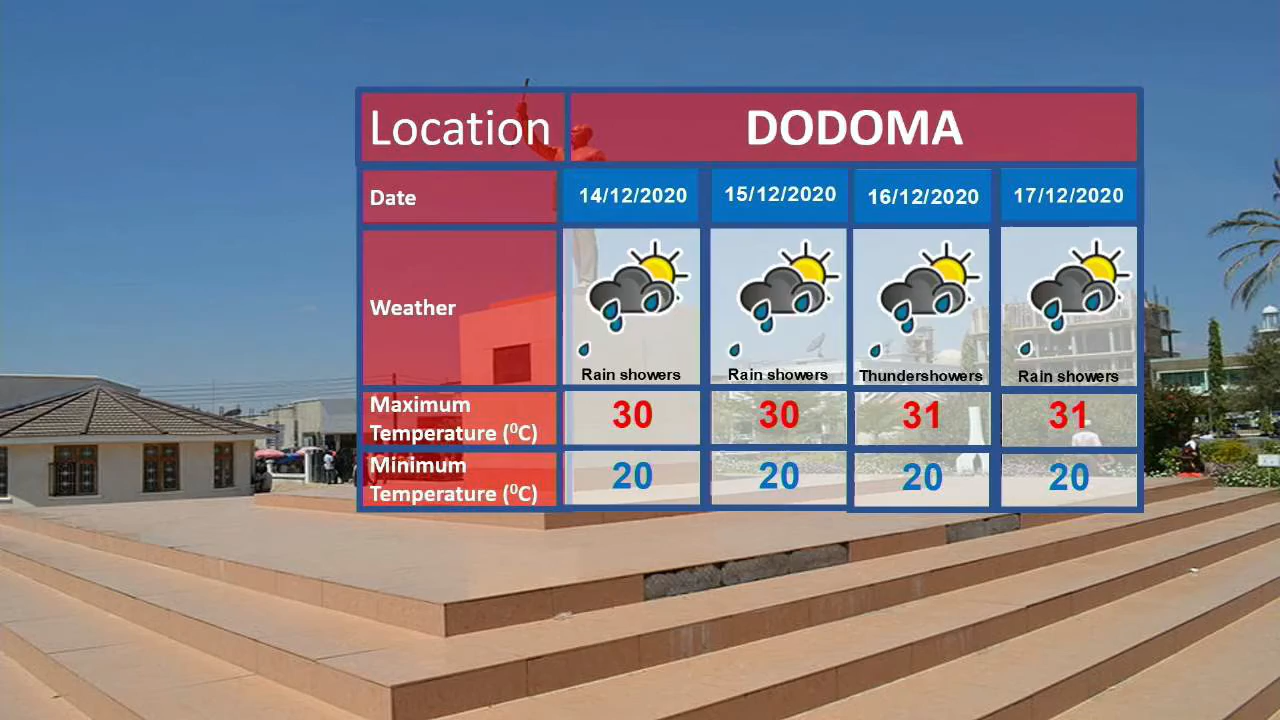 Location DODOMA
Date 14/12/2020 15/12/2020 16/12/2020 17/12/2020
Weather Rain showers Rain showers Thundershowers Rain showers
Maximum
Temperature (⁰C) 30 30 31 31
Minimum
Temperature (⁰C) 20 20 20 20